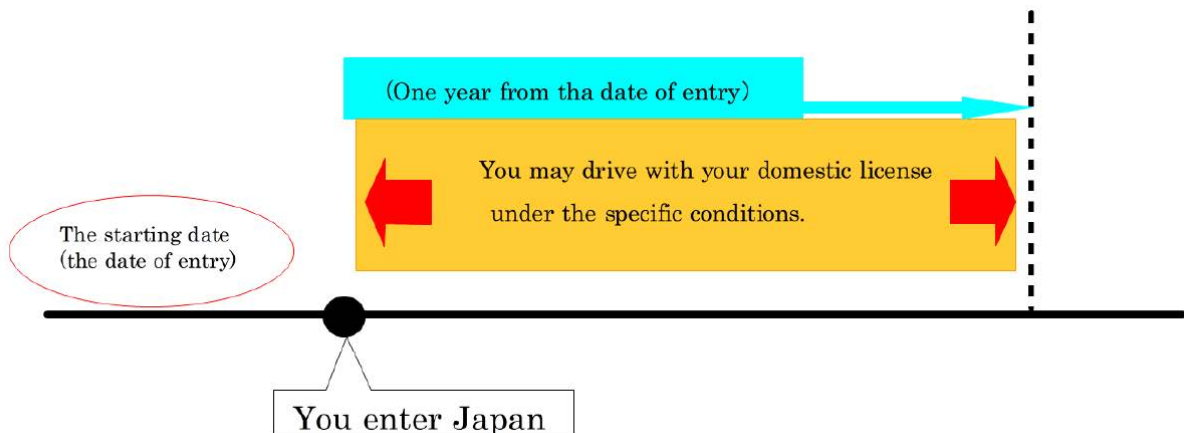 (One year from tha date of entry)
You may drive with your domestic license
under the specific conditions.
The starting date
(the date of entry)
You enter Japan